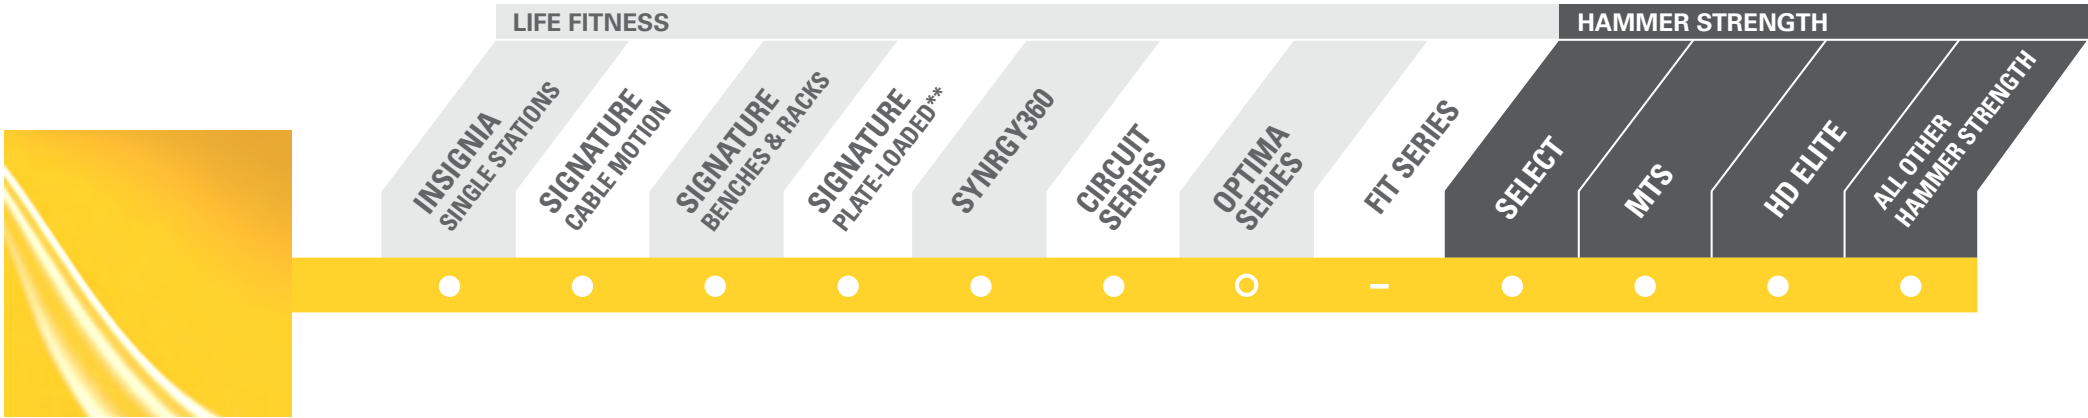 LIFE FITNESS
HAMMER STRENGTH
INSIGNIA
SINGLE STATIONS
SIGNATURE
CABLE MOTION
SIGNATURE
BENCHES & RACKS
SIGNATURE
PLATE-LOADED**
SYNRGY360
CIRCUIT
SERIES
OPTIMA
SERIES
FIT SERIES
SELECT
MTS
HD ELITE
ALL OTHER
HAMMER STRENGTH